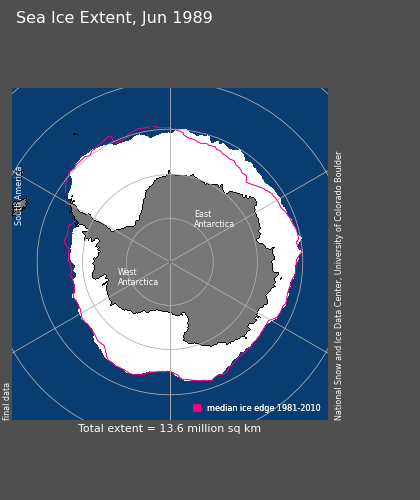 Sea Ice Extent, Jun 1989
South America
East
Antarctica
West
Antarctica
National Snow and Ice Data Center, University of Colorado Boulder
final data
median ice edge 1981-2010
Total extent = 13.6 million sq km